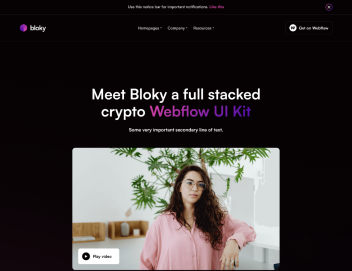 Use this notice bar for important notifications. Like this
bloky
Homepages Company Resources
Get on Webflow
Meet Bloky a full stacked
crypto Webflow UI Kit
Some very important secondary line of text.
Play video